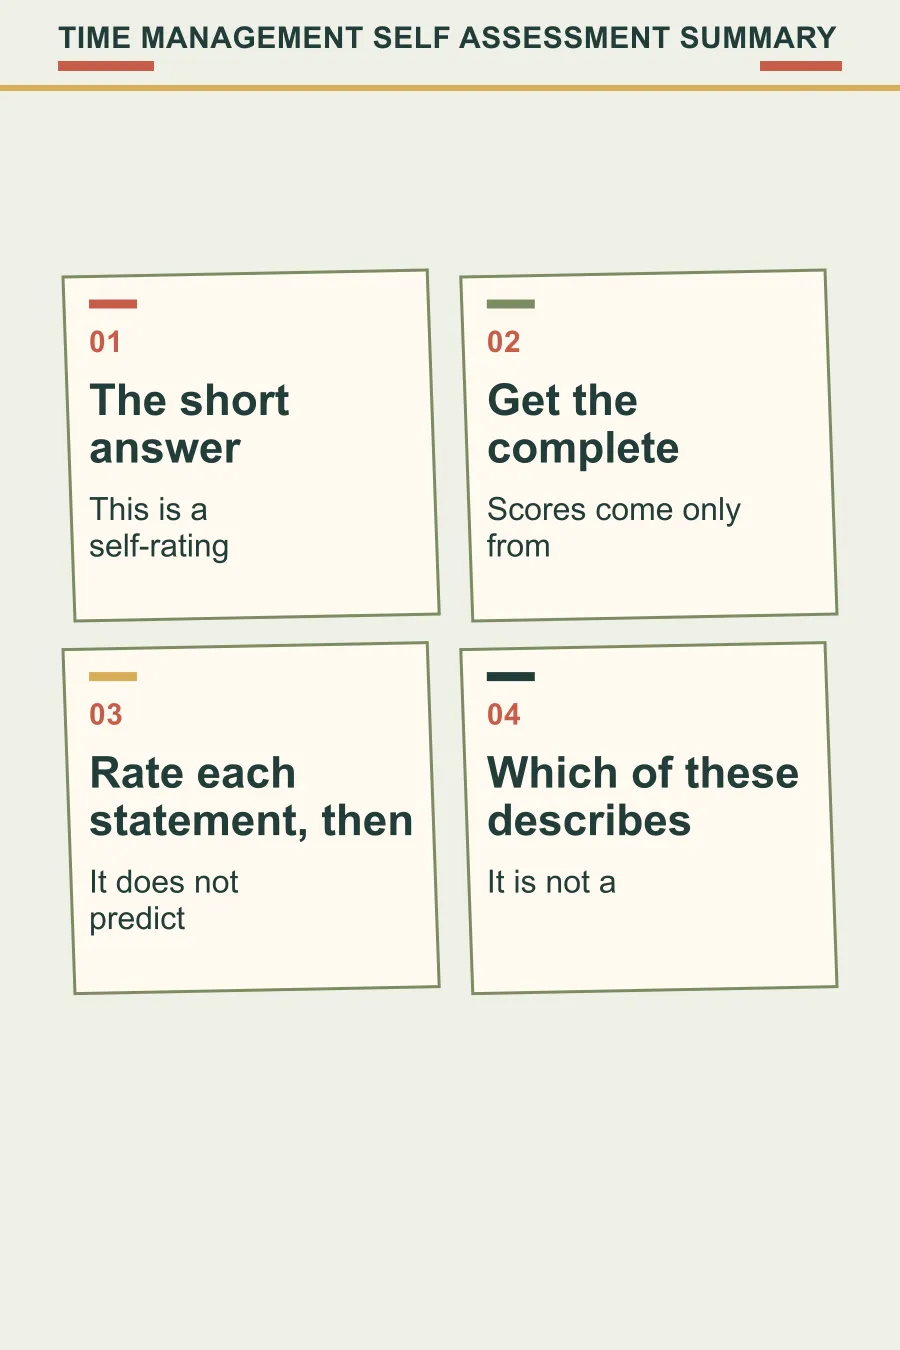 TIME MANAGEMENT SELF ASSESSMENT SUMMARY
01
The short
answer
This is a
self-rating
02
Get the
complete
Scores come only
from
03
Rate each
statement, then
It does not
predict
04
Which of these
describes
It is not a